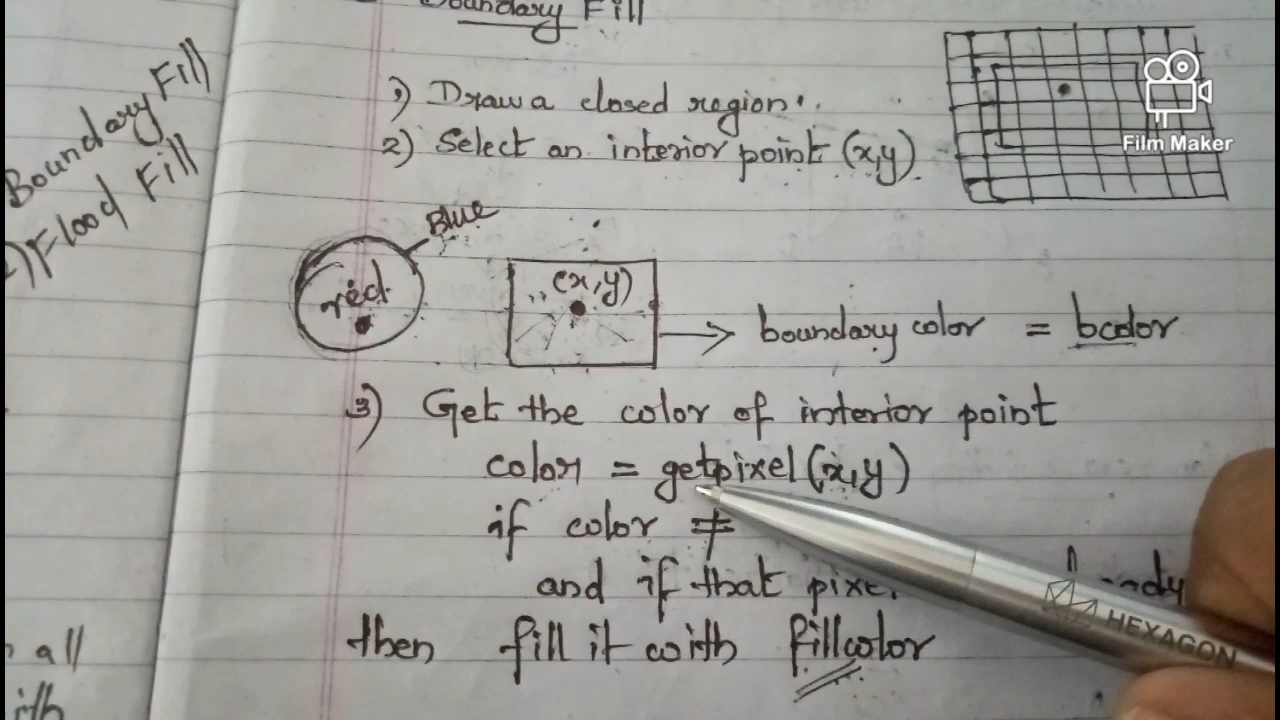 Boundary Fill
Boundary Fill
Flood Fill
1) Draw a closed region.
2) Select an interior point (x,y)
Film Maker
Blue
red
(x,y)
boundary color = bcolor
3) Get the color of interior point
color = getpixel(x,y)
if color ≠
and if that
then fill it with fillcolor
HEXAGON
all